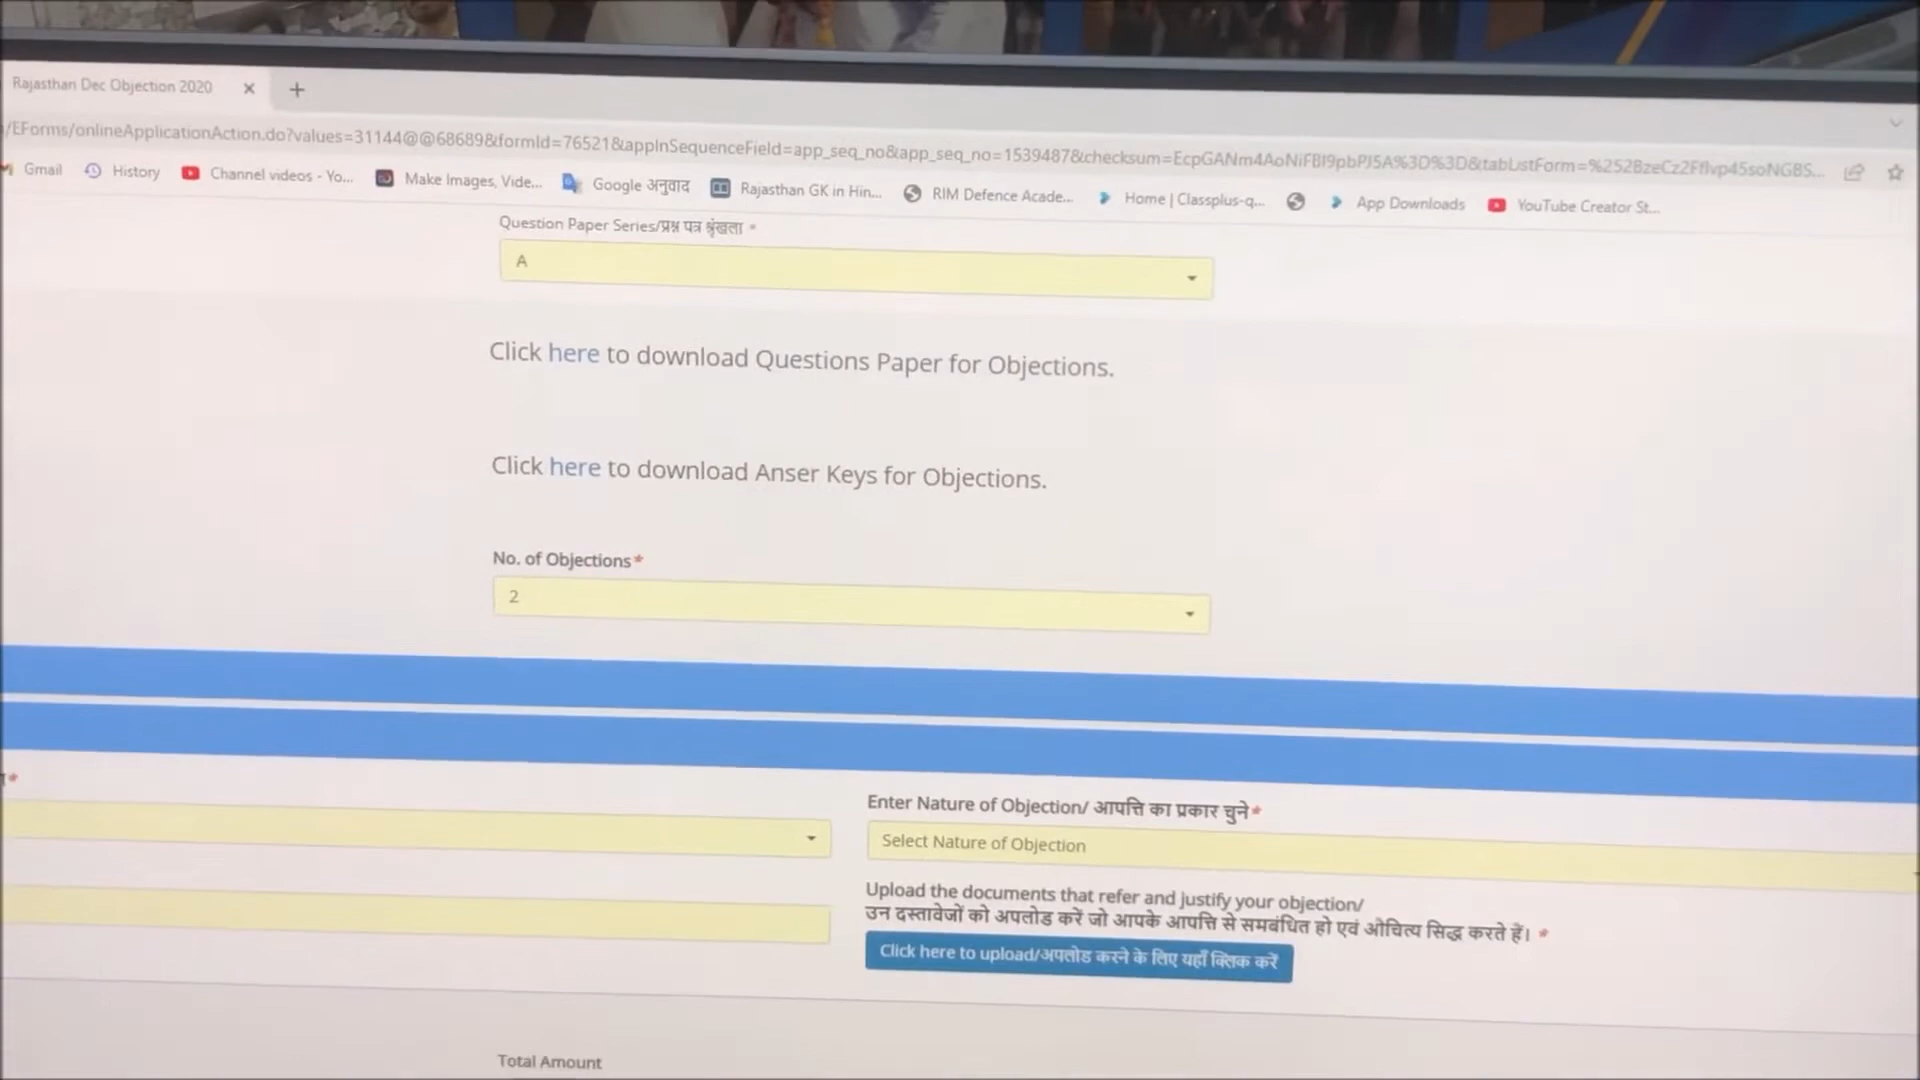 Rajasthan Dec Objection 2020
/EForms/onlineApplicationAction.do?values=31144@@68689&formId=76521&appInSequenceField=app_seq_no&app_seq_no=1539487&checksum=EcpGANm4AoNiFBI9pbPJ5A%3D%3D&tabListForm=%252BzeCz2Fflvp45soNGBS...
Gmail History Channel videos - Yo... Make Images, Vide... Google अनुवाद Rajasthan GK in Hin... RIM Defence Acade... Home | Classplus-q... App Downloads YouTube Creator St...
Question Paper Series/प्रश्न पत्र श्रृंखला *
A
Click here to download Questions Paper for Objections.
Click here to download Anser Keys for Objections.
No. of Objections*
2
Enter Nature of Objection/ आपत्ति का प्रकार चुने*
Select Nature of Objection
Upload the documents that refer and justify your objection/
उन दस्तावेजों को अपलोड करें जो आपके आपत्ति से समबंधित हो एवं औचित्य सिद्ध करते हैं। *
Click here to upload/अपलोड करने के लिए यहाँ क्लिक करें
Total Amount